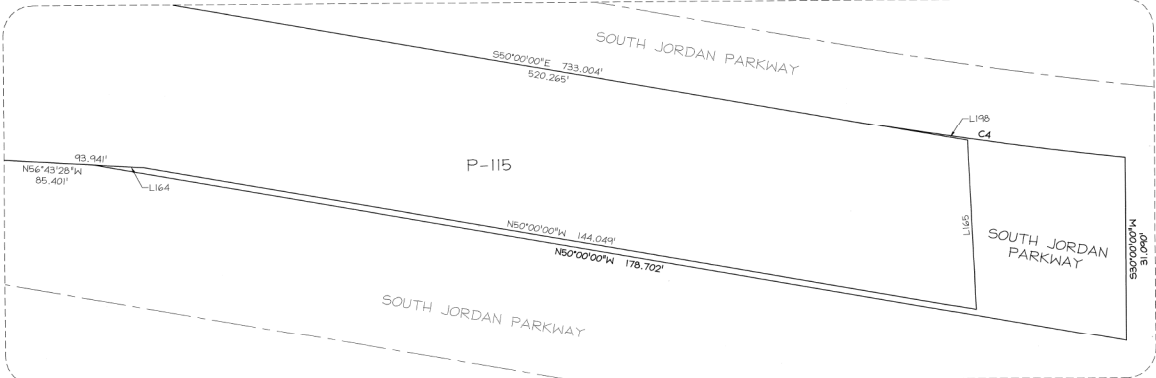 SOUTH JORDAN PARKWAY
S50°00'00"E 733.004'
520.265'
L198
C4
93.941'
N56°43'28"W
85.401'
L164
P-115
L165
N50°00'00"W 144.049'
N50°00'00"W 178.702'
SOUTH JORDAN
PARKWAY
S30°00'00"W
31.090'
SOUTH JORDAN PARKWAY